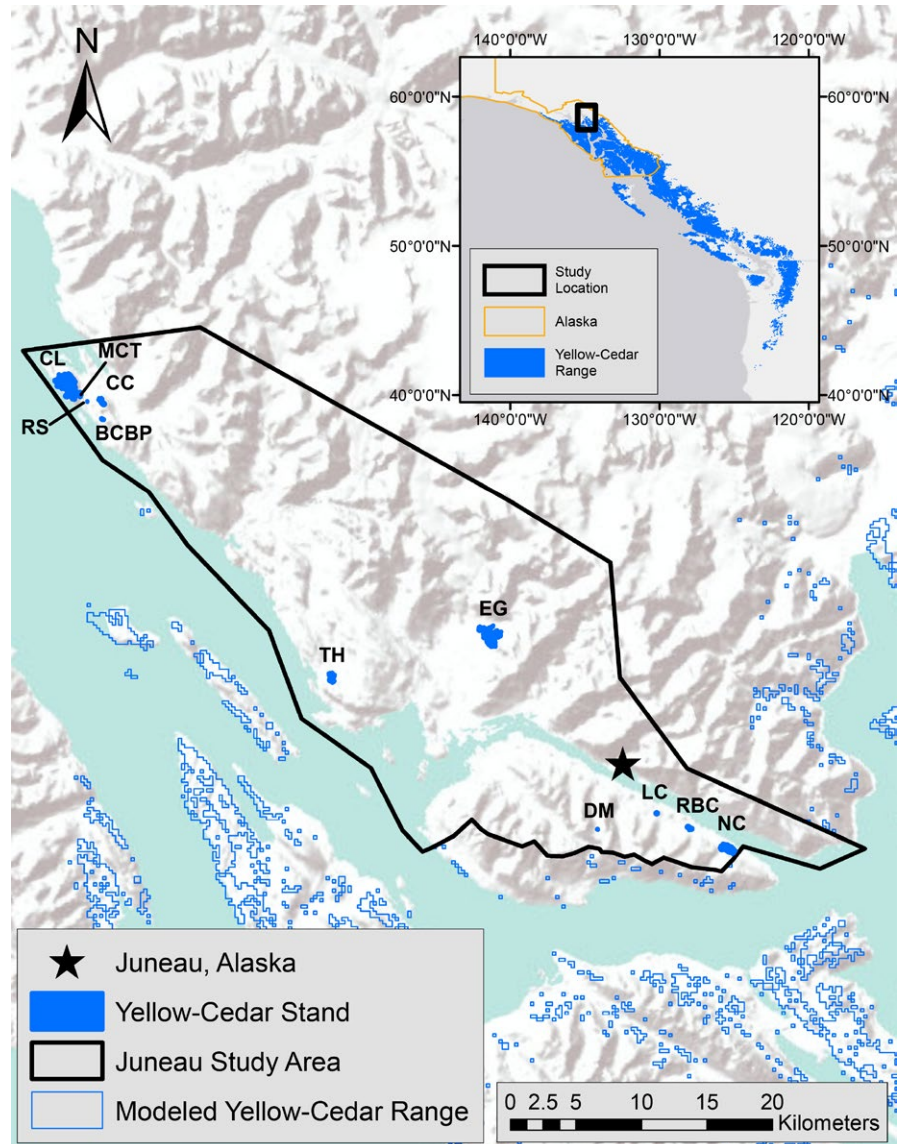 N
140°0'0"W 130°0'0"W 120°0'0"W
60°0'0"N
60°0'0"N
50°0'0"N
50°0'0"N
40°0'0"N
40°0'0"N
Study
Location
Alaska
Yellow-Cedar
Range
140°0'0"W 130°0'0"W 120°0'0"W
CL
MCT
CC
RS
BCBP
EG
TH
LC
RBC
DM
NC
Juneau, Alaska
Yellow-Cedar Stand
Juneau Study Area
Modeled Yellow-Cedar Range
0 2.5 5 10 15 20
Kilometers